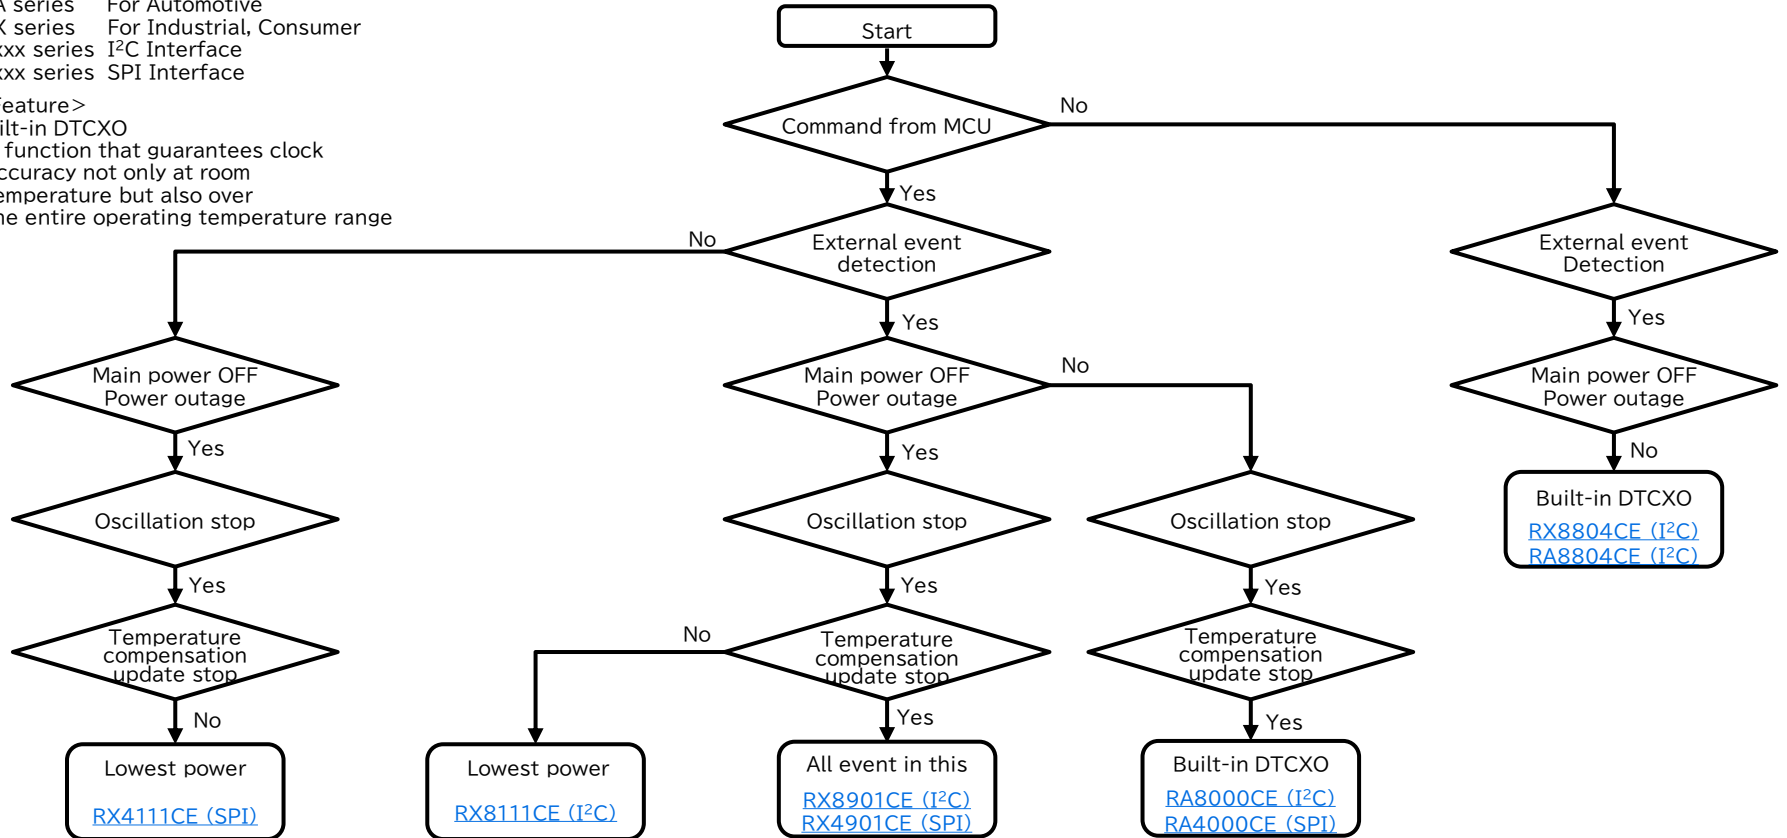 A series For Automotive
X series For Industrial, Consumer
xxx series I²C Interface
xxx series SPI Interface
Feature>
ilt-in DTCXO
function that guarantees clock
ccuracy not only at room
emperature but also over
ne entire operating temperature range
Start
Command from MCU
No
Yes
External event
detection
No
Yes
External event
Detection
Yes
Main power OFF
Power outage
Yes
Main power OFF
Power outage
No
Yes
Main power OFF
Power outage
No
Oscillation stop
Yes
Oscillation stop
Yes
Oscillation stop
Yes
Built-in DTCXO
RX8804CE (I²C)
RA8804CE (I²C)
Temperature
compensation
update stop
No
Temperature
compensation
update stop
No
Yes
Temperature
compensation
update stop
Yes
Lowest power
RX4111CE (SPI)
Lowest power
RX8111CE (I²C)
All event in this
RX8901CE (I²C)
RX4901CE (SPI)
Built-in DTCXO
RA8000CE (I²C)
RA4000CE (SPI)